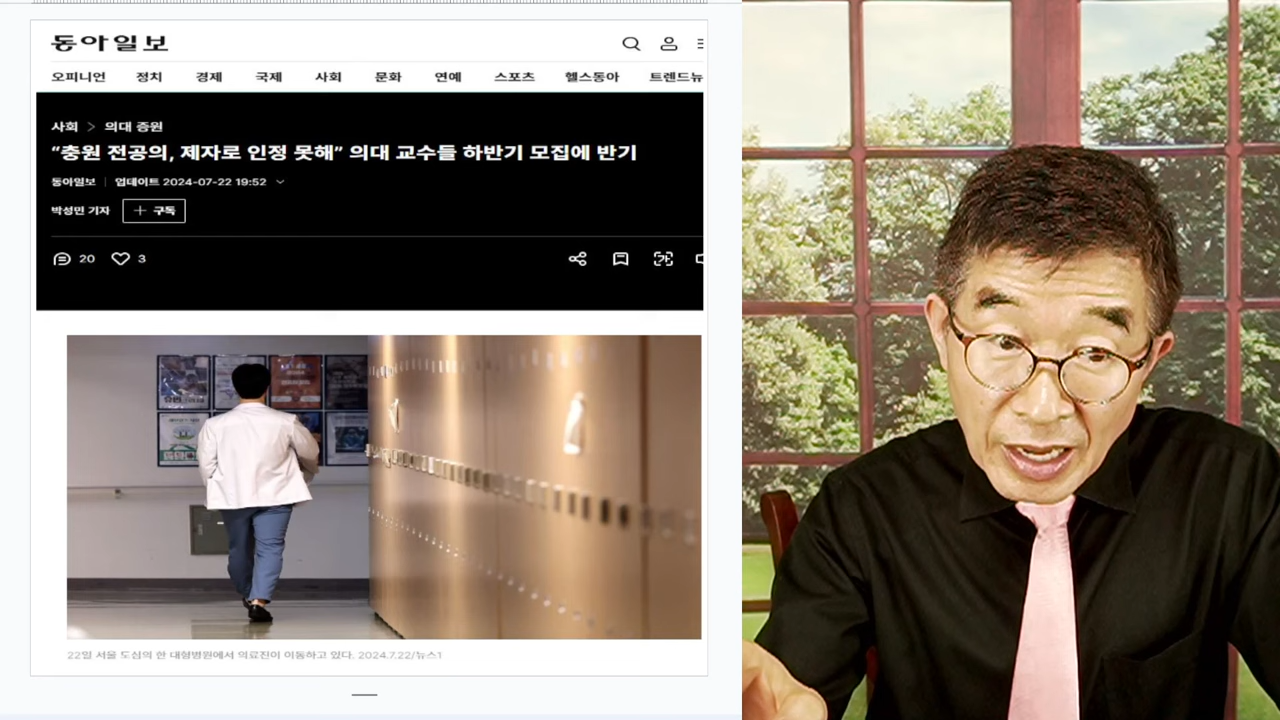 동아일보
오피니언 정치 경제 국제 사회 문화 연예 스포츠 헬스동아 트렌드뉴
사회 > 의대 증원
“충원 전공의, 제자로 인정 못해” 의대 교수들 하반기 모집에 반기
동아일보 | 업데이트 2024-07-22 19:52
박성민 기자 + 구독
20 3
22일 서울 도심의 한 대형병원에서 의료진이 이동하고 있다. 2024.7.22/뉴스1